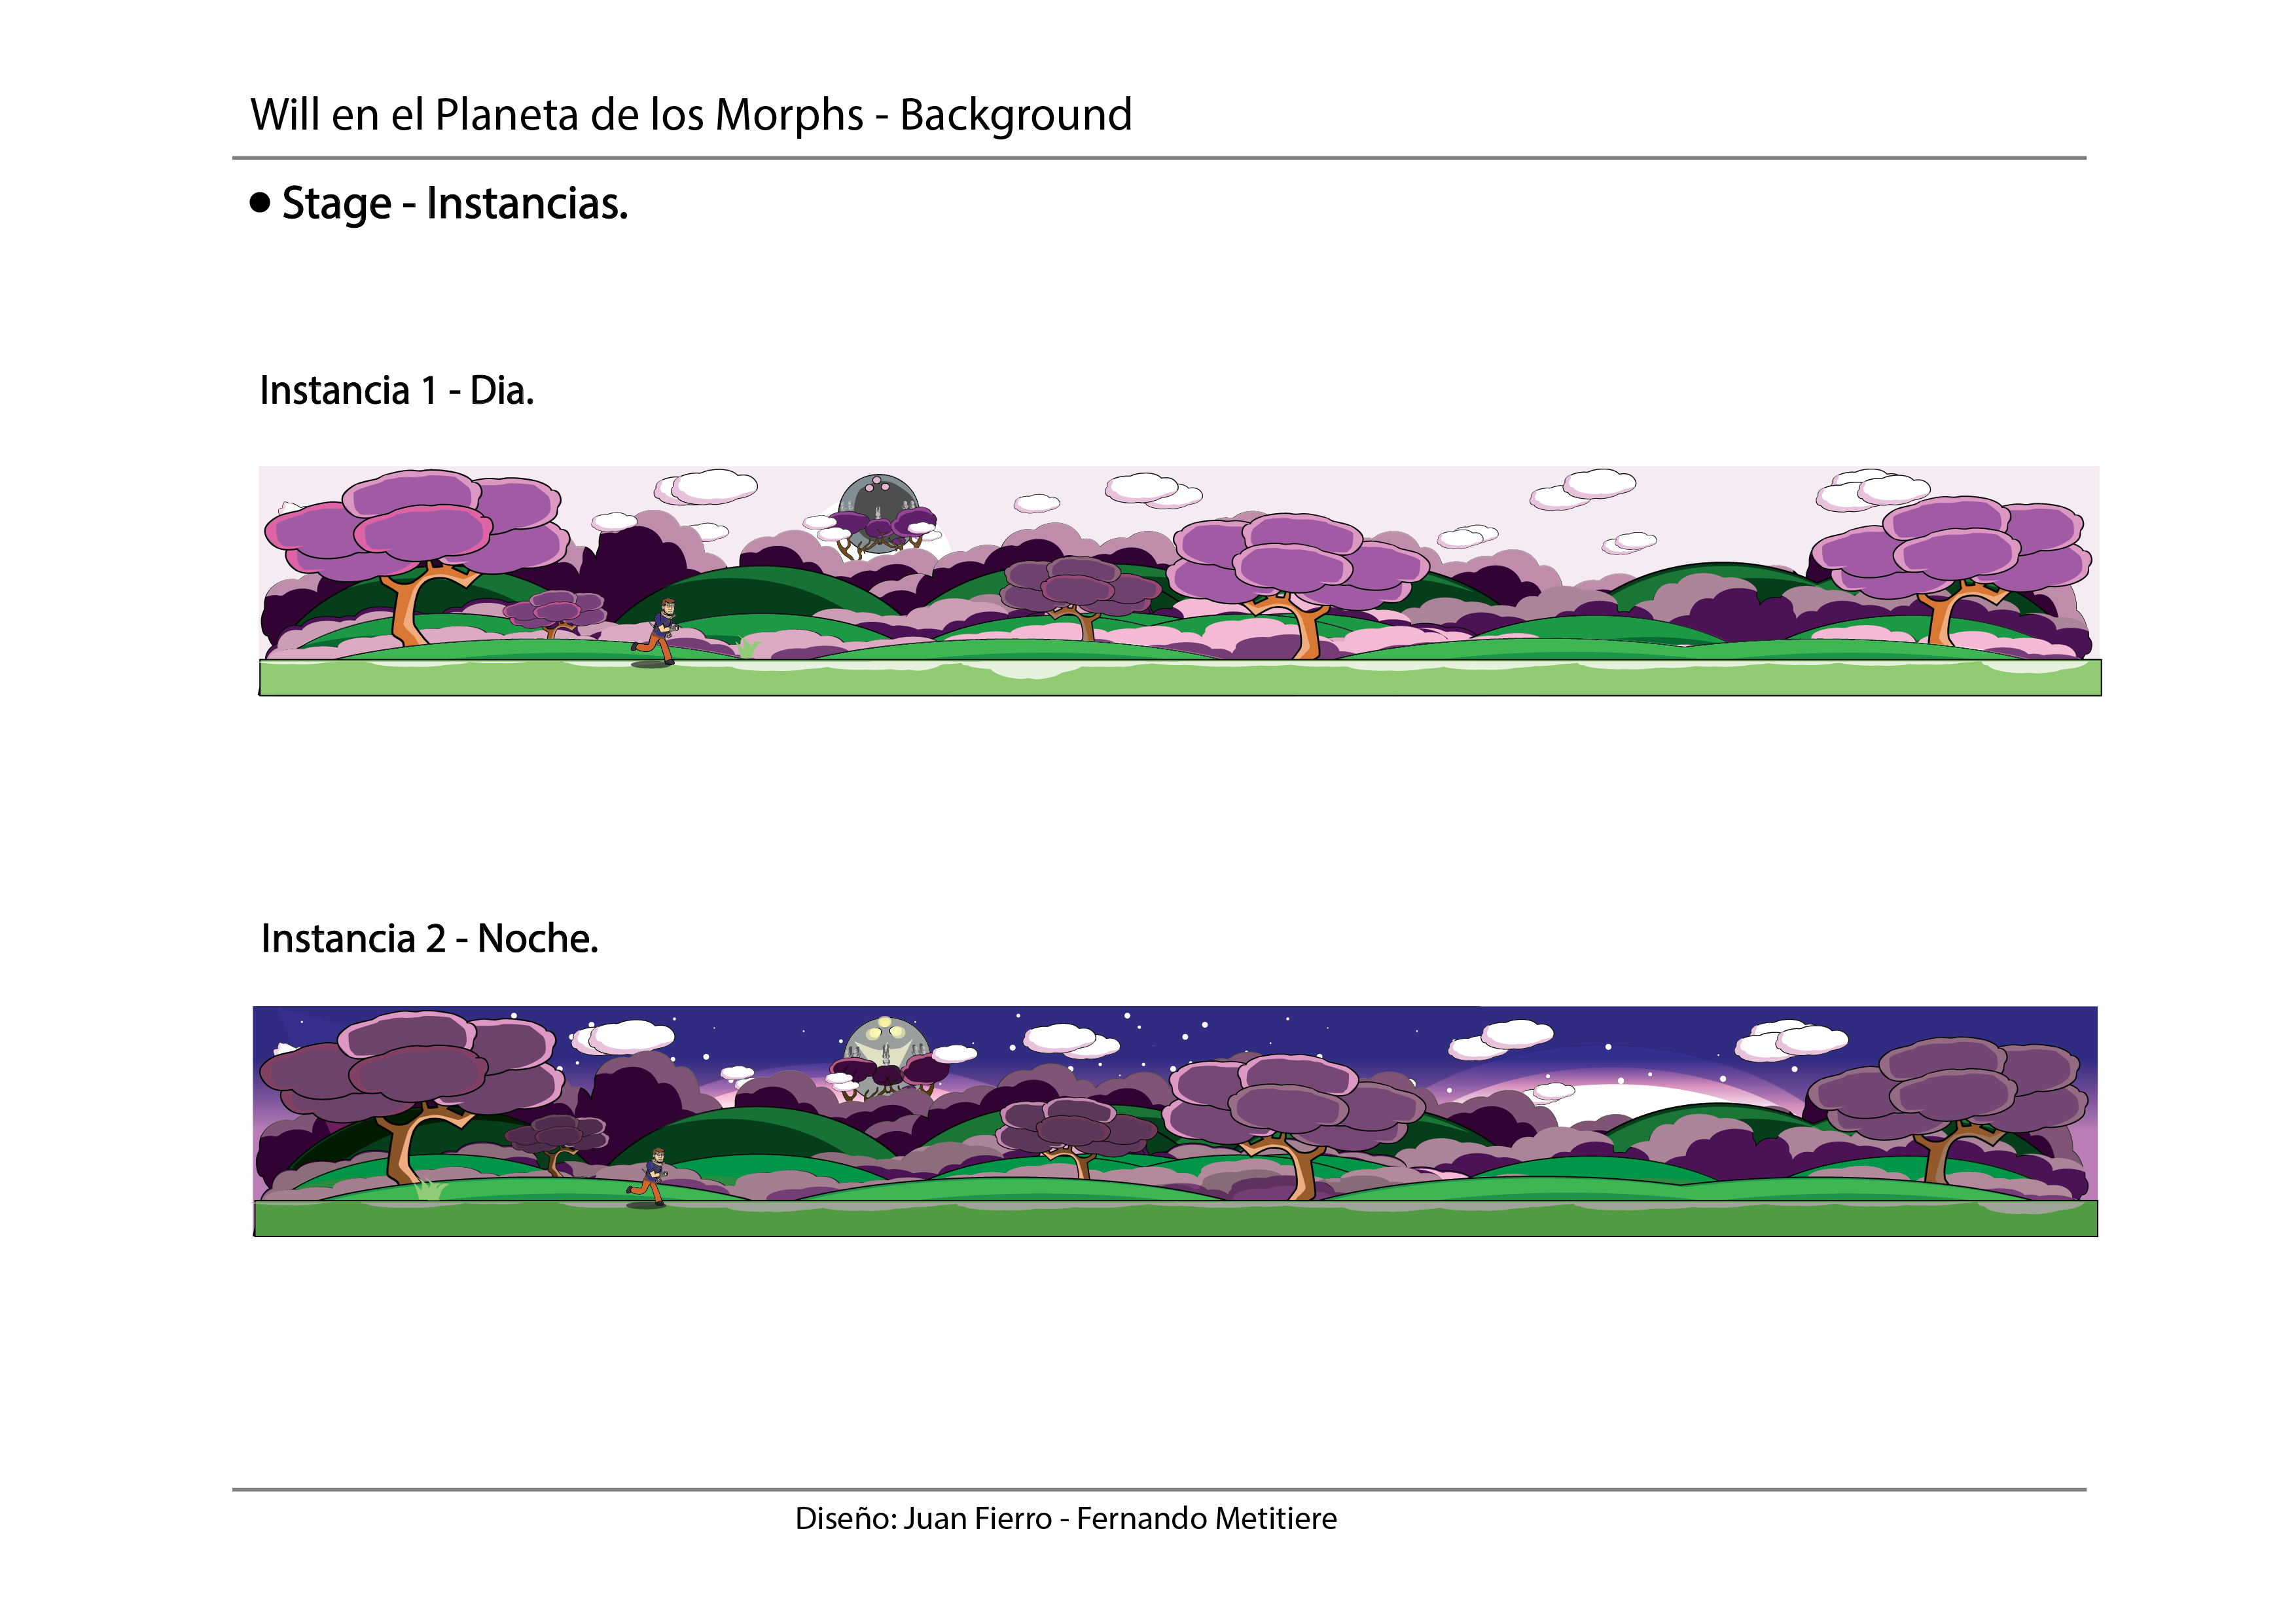 Will en el Planeta de los Morphs - Background
● Stage - Instancias.
Instancia 1 - Dia.
Instancia 2 - Noche.
Diseño: Juan Fierro - Fernando Metitiere